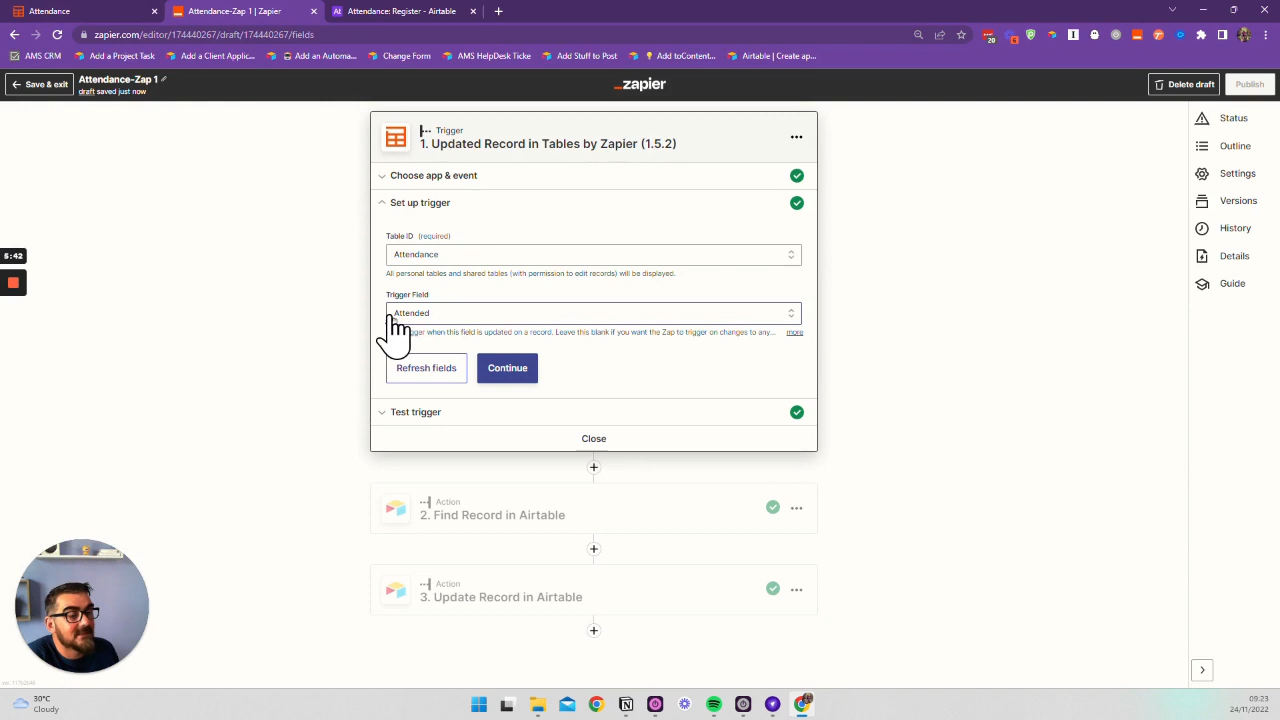 Attendance
Attendance-Zap 1 | Zapier
Attendance: Register - Airtable
zapier.com/editor/draft/174440267/draft/174440267/fields
AMS CRM
Add a Project Task
Add a Client Applic...
Add an Automa...
Change Form
AMS HelpDesk Ticke
Add Stuff to Post
Add toContent...
Airtable | Create ap...
Save & exit
Attendance-Zap 1
draft saved just now
zapier
Delete draft
Publish
Trigger
1. Updated Record in Tables by Zapier (1.5.2)
Choose app & event
Set up trigger
Table ID (required)
Attendance
All personal tables and shared tables (with permission to edit records) will be displayed.
Trigger Field
Attended
trigger when this field is updated on a record. Leave this blank if you want the Zap to trigger on changes to any... more
Refresh fields
Continue
Test trigger
Close
Action
2. Find Record in Airtable
Action
3. Update Record in Airtable
Status
Outline
Settings
Versions
History
Details
Guide
5:42
30°C
Cloudy
09.23
24/11/2022